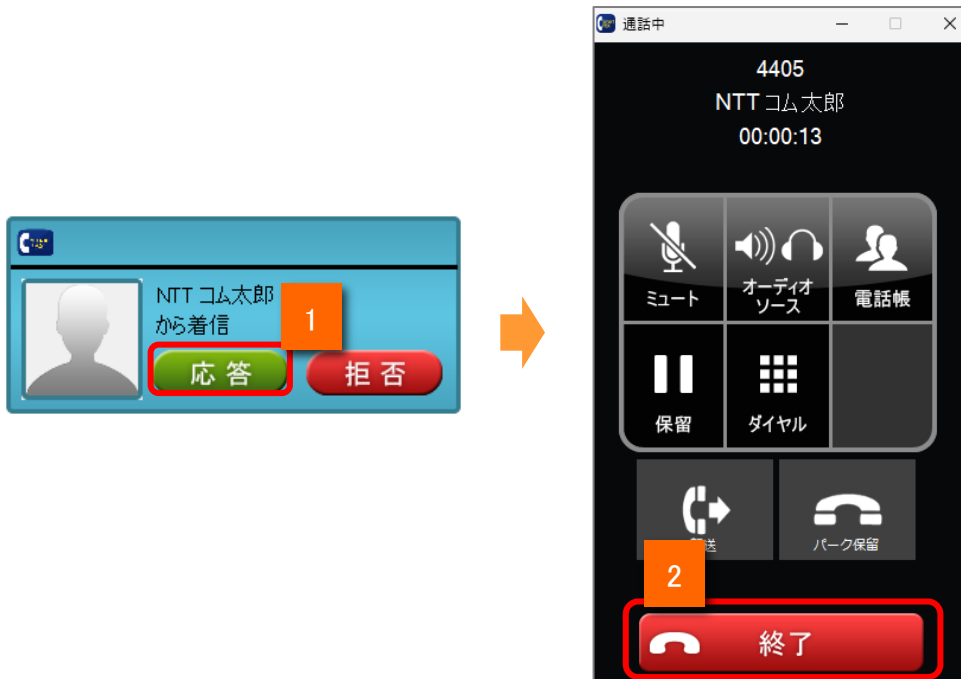 NTT コム太郎
から着信
1
応答
拒否
通話中
4405
NTT コム太郎
00:00:13
ミュート
オーディオ
ソース
電話帳
保留
ダイヤル
送
パーク保留
2
終了